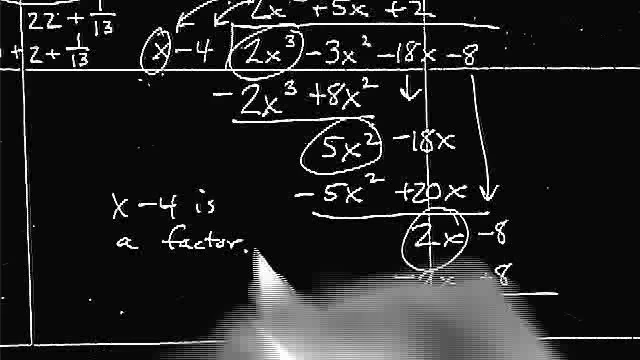 2x² +5x +2
22 + 1/13
x - 4 2x³ - 3x² - 18x - 8
+ 2 + 1/13
- 2x³ + 8x²
5x² - 18x
- 5x² + 20x
x - 4 is
2x - 8
a factor.